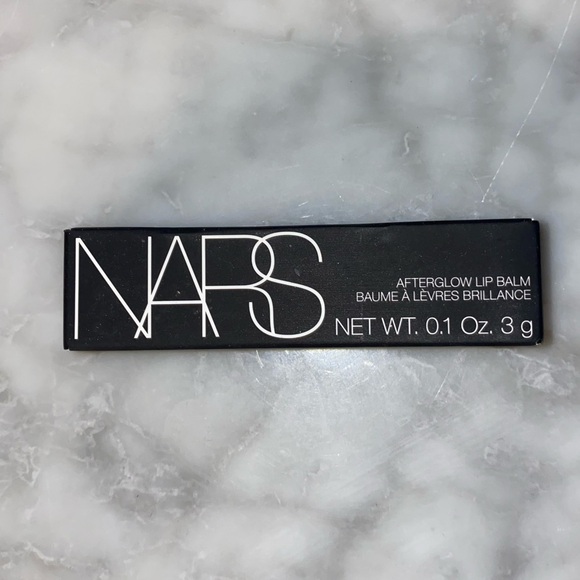 NARS
AFTERGLOW LIP BALM
BAUME À LÈVRES BRILLANCE
NET WT. 0.1 Oz. 3 g